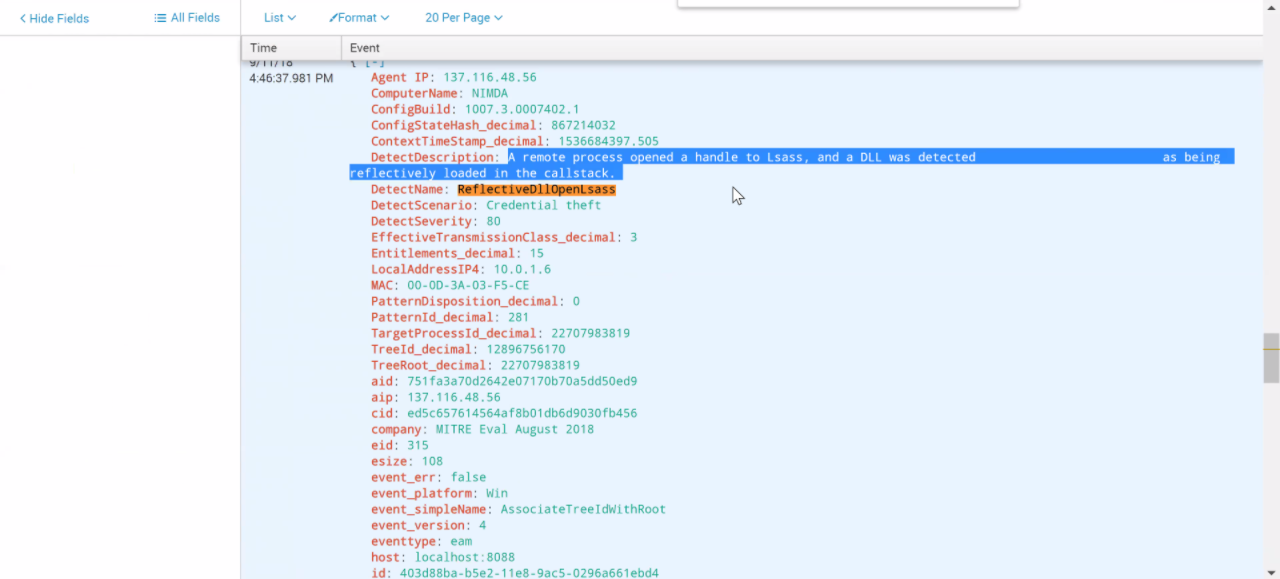 Hide Fields
All Fields
List
Format
20 Per Page
Time
Event
9/11/18
4:46:37.981 PM
{ [-]
Agent IP: 137.116.48.56
ComputerName: NIMDA
ConfigBuild: 1007.3.0007402.1
ConfigStateHash_decimal: 867214032
ContextTimeStamp_decimal: 1536684397.505
DetectDescription: A remote process opened a handle to Lsass, and a DLL was detected as being
reflectively loaded in the callstack.
DetectName: ReflectiveDllOpenLsass
DetectScenario: Credential theft
DetectSeverity: 80
EffectiveTransmissionClass_decimal: 3
Entitlements_decimal: 15
LocalAddressIP4: 10.0.1.6
MAC: 00-0D-3A-03-F5-CE
PatternDisposition_decimal: 0
PatternId_decimal: 281
TargetProcessId_decimal: 22707983819
TreeId_decimal: 12896756170
TreeRoot_decimal: 22707983819
aid: 751fa3a70d2642e07170b70a5dd50ed9
aip: 137.116.48.56
cid: ed5c657614564af8b01db6d9030fb456
company: MITRE Eval August 2018
eid: 315
esize: 108
event_err: false
event_platform: Win
event_simpleName: AssociateTreeIdWithRoot
event_version: 4
eventtype: eam
host: localhost:8088
id: 403d88ba-b5e2-11e8-9ac5-0296a661ebd4